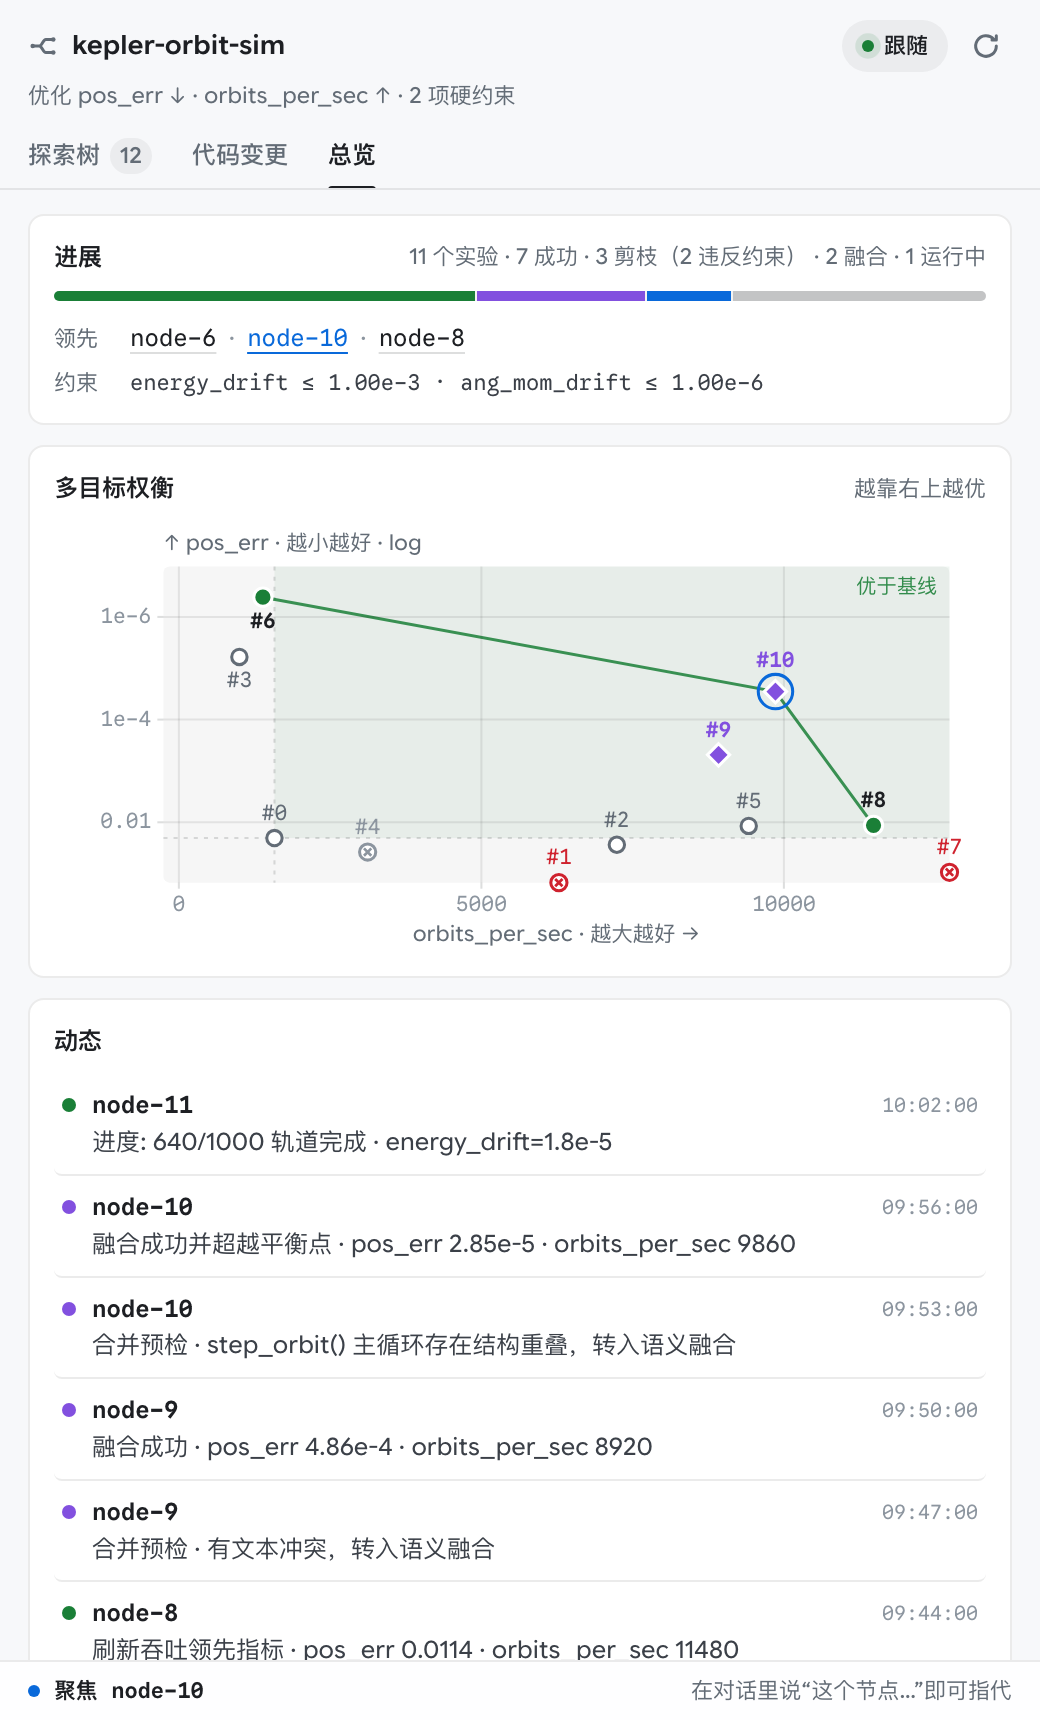 kepler-orbit-sim
跟随
优化 pos_err ↓ · orbits_per_sec ↑ · 2 项硬约束
探索树 12 代码变更 总览
进展 11 个实验 · 7 成功 · 3 剪枝（2 违反约束） · 2 融合 · 1 运行中
领先 node-6 · node-10 · node-8
约束 energy_drift ≤ 1.00e-3 · ang_mom_drift ≤ 1.00e-6
多目标权衡 越靠右上越优
↑ pos_err · 越小越好 · log
优于基线
1e-6
#6
#10
#3
1e-4
#9
#5
#8
#0
#2
0.01
#4
#7
#1
0 5000 10000
orbits_per_sec · 越大越好 →
动态
node-11 10:02:00
进度: 640/1000 轨道完成 · energy_drift=1.8e-5
node-10 09:56:00
融合成功并超越平衡点 · pos_err 2.85e-5 · orbits_per_sec 9860
node-10 09:53:00
合并预检 · step_orbit() 主循环存在结构重叠，转入语义融合
node-9 09:50:00
融合成功 · pos_err 4.86e-4 · orbits_per_sec 8920
node-9 09:47:00
合并预检 · 有文本冲突，转入语义融合
node-8 09:44:00
刷新吞吐领先指标 · pos_err 0.0114 · orbits_per_sec 11480
聚焦 node-10 在对话里说“这个节点…”即可指代